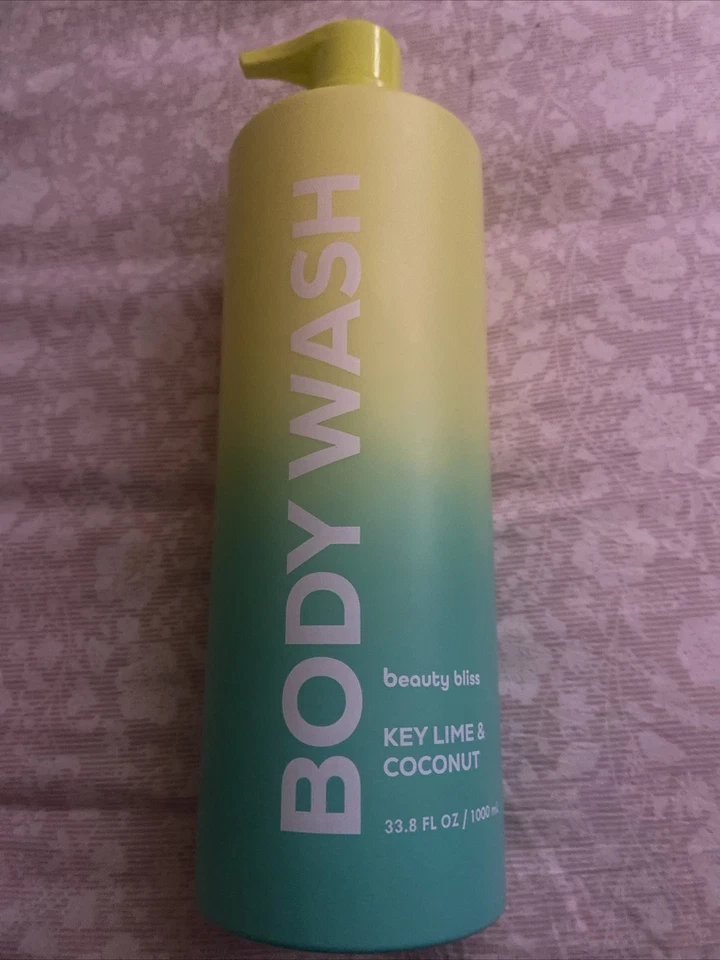 BODY WASH
beauty bliss
KEY LIME &
COCONUT
33.8 FL OZ / 1000 mL